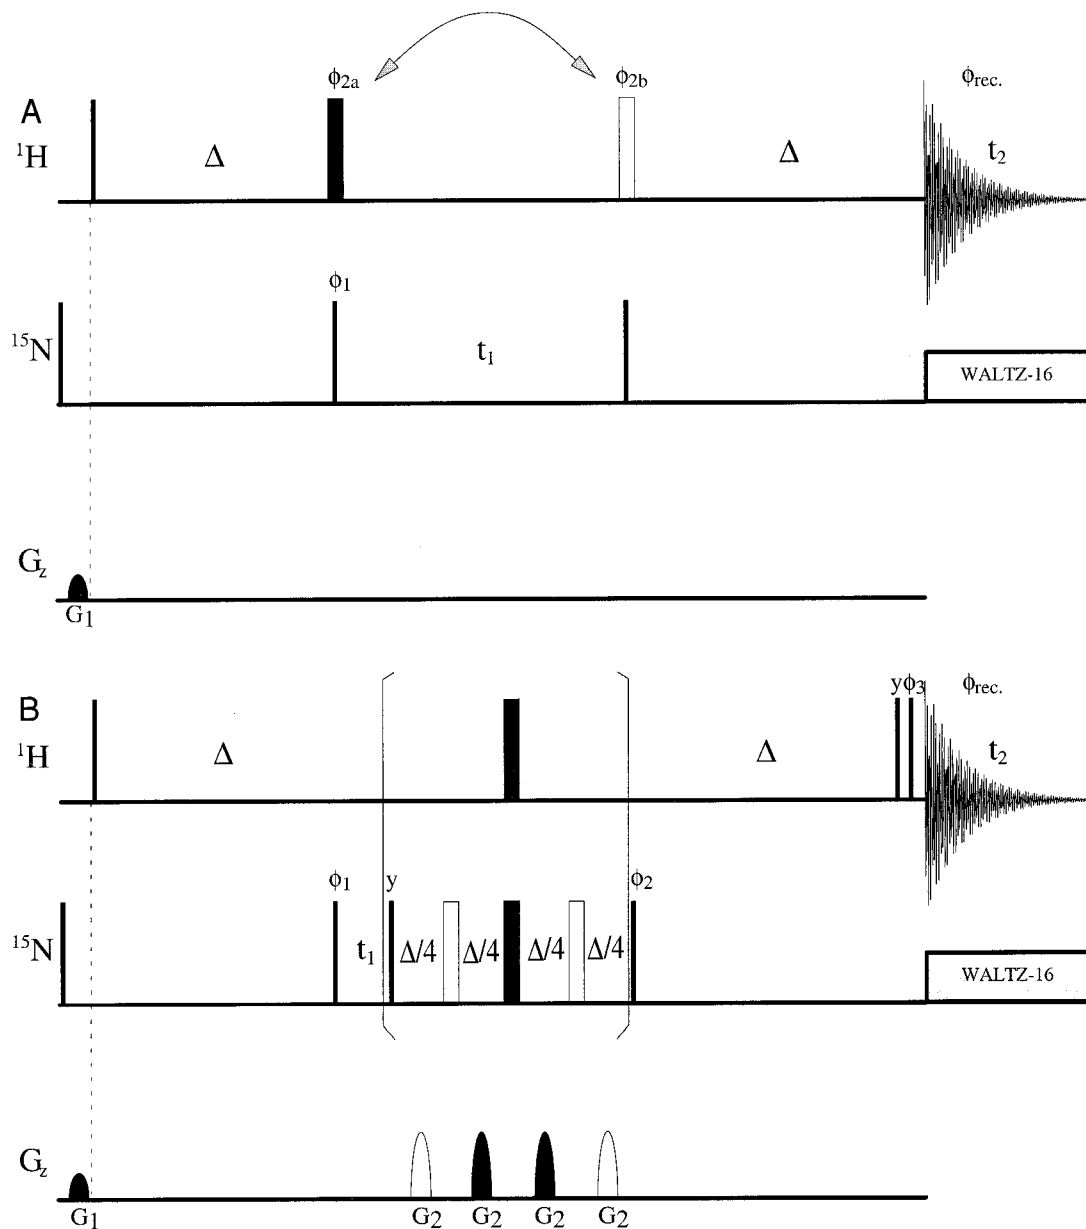 ϕ2a ϕ2b ϕrec.
A
1H Δ Δ t2
ϕ1
15N t1 WALTZ-16
Gz
G1
B yϕ3 ϕrec.
1H Δ Δ t2
ϕ1 y ϕ2
15N t1 Δ/4 Δ/4 Δ/4 Δ/4 WALTZ-16
Gz
G1 G2 G2 G2 G2